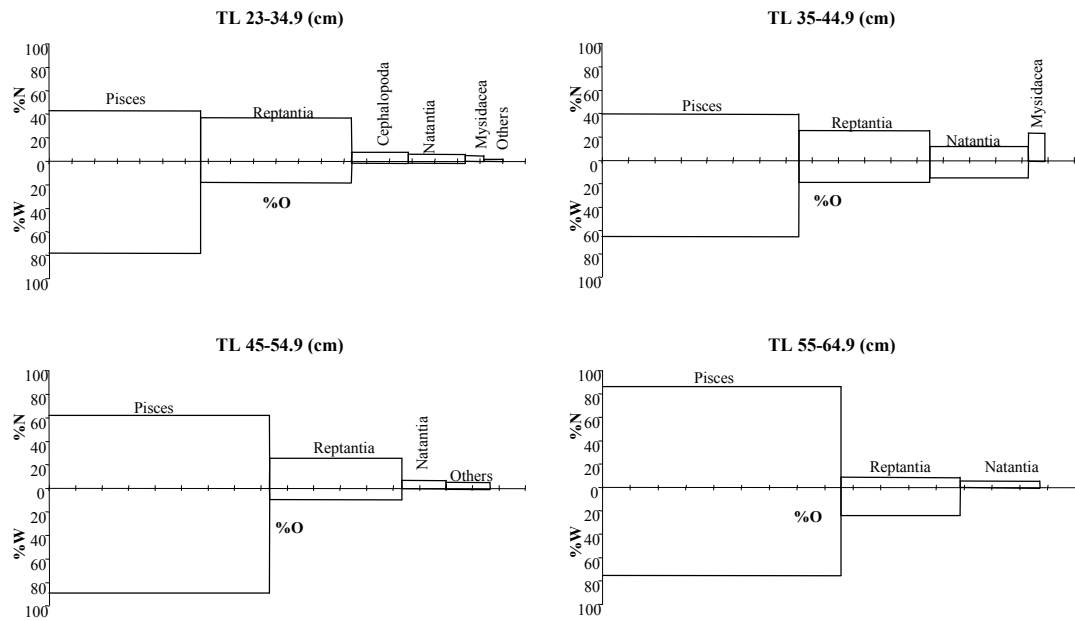 TL 23-34.9 (cm)
100
80
60
40
20
0
20
40
60
80
100
%N
%W
Pisces
Reptantia
Cephalopoda
Natantia
Mysidacea
Others
%O
TL 35-44.9 (cm)
100
80
60
40
20
0
20
40
60
80
100
%N
%W
Pisces
Reptantia
Natantia
Mysidacea
%O
TL 45-54.9 (cm)
100
80
60
40
20
0
20
40
60
80
100
%N
%W
Pisces
Reptantia
Natantia
Others
%O
TL 55-64.9 (cm)
100
80
60
40
20
0
20
40
60
80
100
%N
%W
Pisces
Reptantia
Natantia
%O